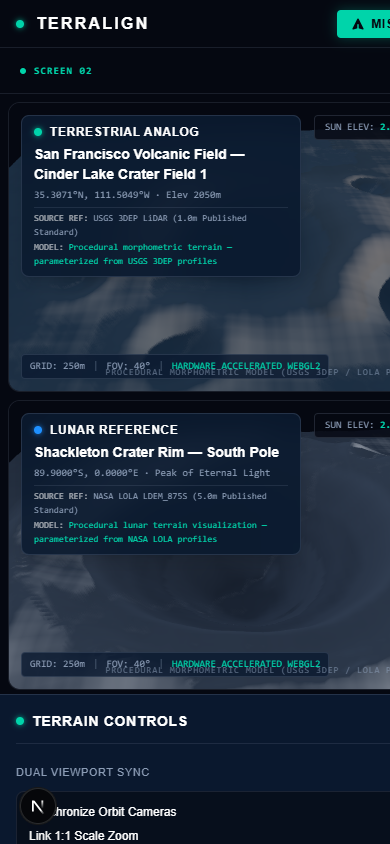 TERRALIGN
MIS
SCREEN 02
TERRESTRIAL ANALOG
SUN ELEV: 2.
San Francisco Volcanic Field —
Cinder Lake Crater Field 1
35.3071°N, 111.5049°W · Elev 2050m
SOURCE REF: USGS 3DEP LiDAR (1.0m Published
Standard)
MODEL: Procedural morphometric terrain —
parameterized from USGS 3DEP profiles
GRID: 250m | FOV: 40° | HARDWARE ACCELERATED WEBGL2
PROCEDURAL MORPHOMETRIC MODEL (USGS 3DEP / LOLA P
LUNAR REFERENCE
SUN ELEV: 2.
Shackleton Crater Rim — South Pole
89.9000°S, 0.0000°E · Peak of Eternal Light
SOURCE REF: NASA LOLA LDEM_875S (5.0m Published
Standard)
MODEL: Procedural lunar terrain visualization —
parameterized from NASA LOLA profiles
GRID: 250m | FOV: 40° | HARDWARE ACCELERATED WEBGL2
PROCEDURAL MORPHOMETRIC MODEL (USGS 3DEP / LOLA P
TERRAIN CONTROLS
DUAL VIEWPORT SYNC
N
hronize Orbit Cameras
Link 1:1 Scale Zoom